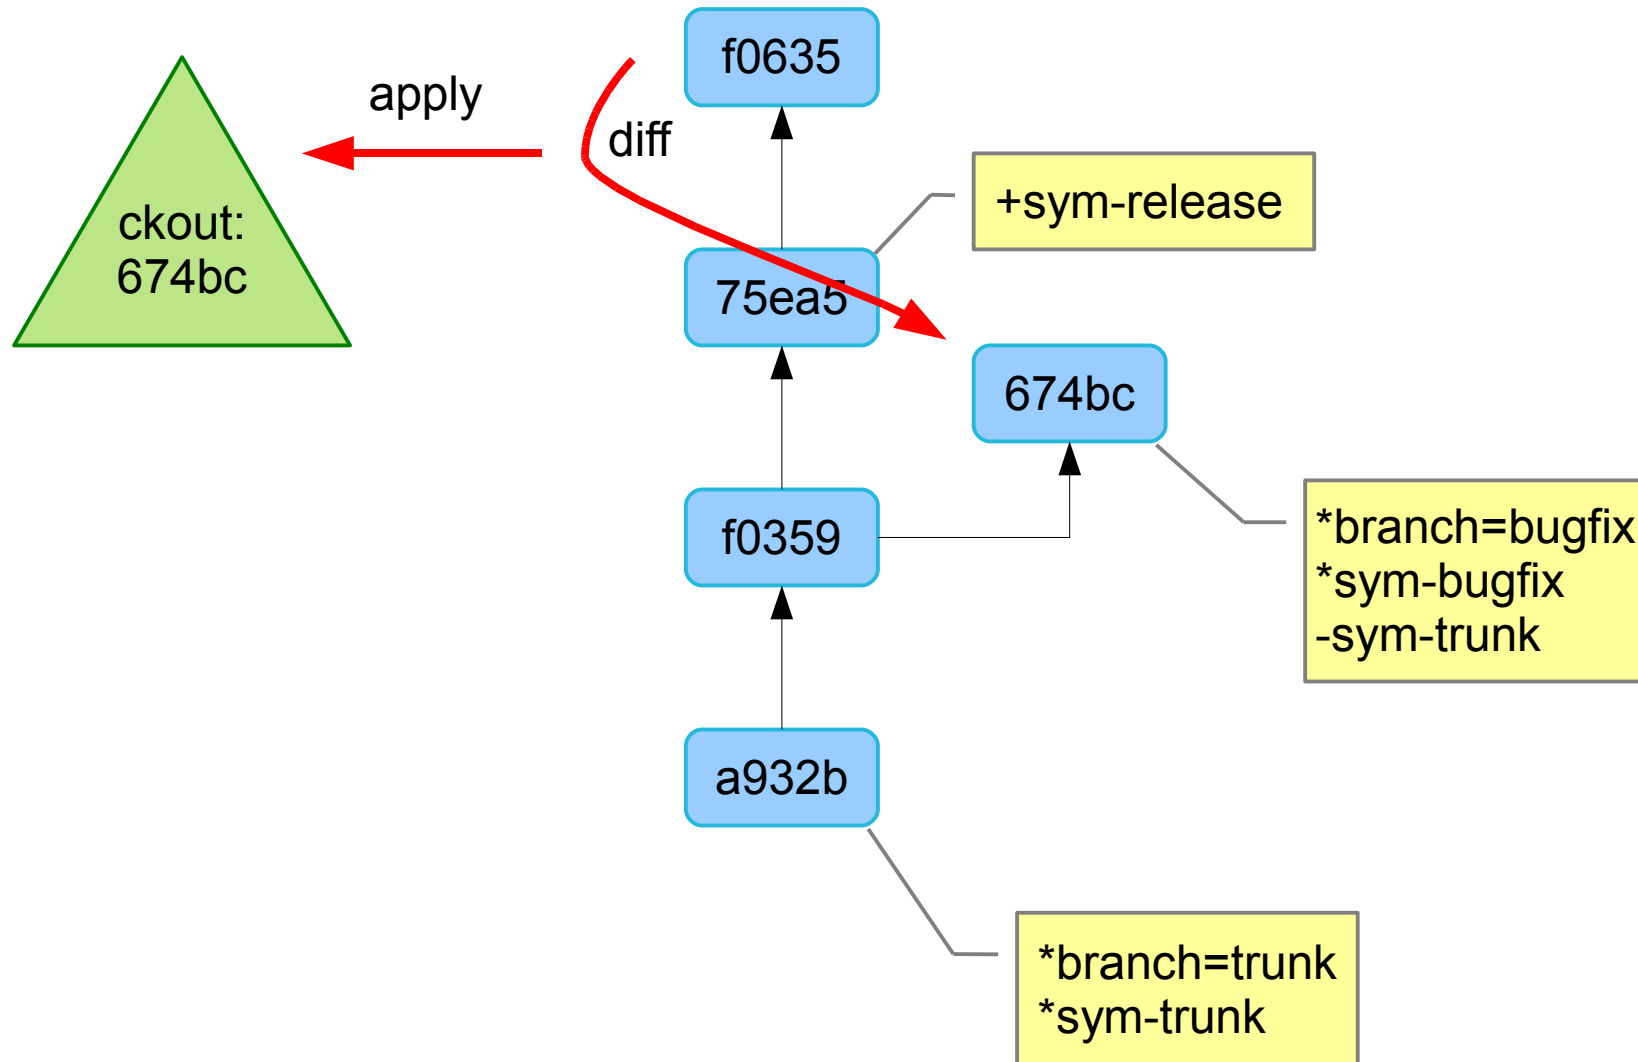 f0635
apply
diff
+sym-release
ckout:
674bc
75ea5
674bc
f0359
*branch=bugfix
*sym-bugfix
-sym-trunk
a932b
*branch=trunk
*sym-trunk